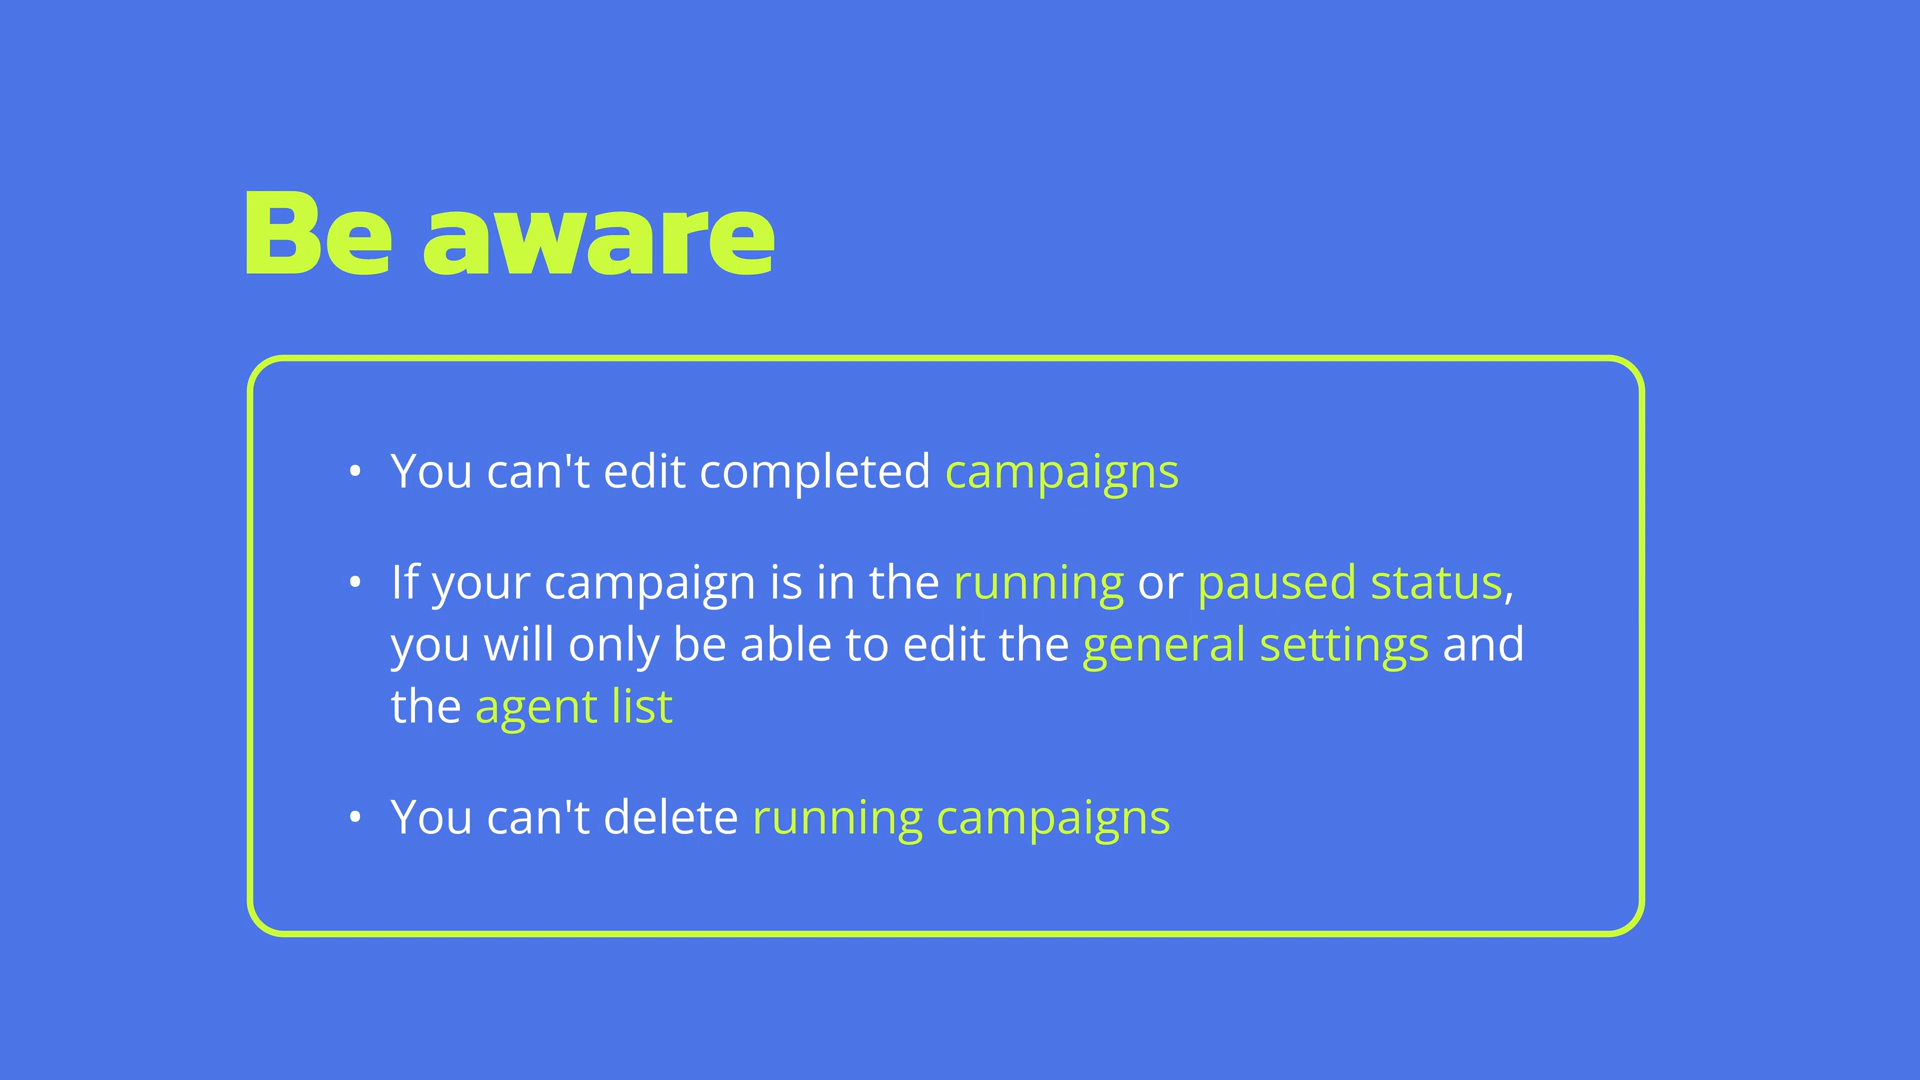 Be aware
• You can't edit completed campaigns
• If your campaign is in the running or paused status,
you will only be able to edit the general settings and
the agent list
• You can't delete running campaigns